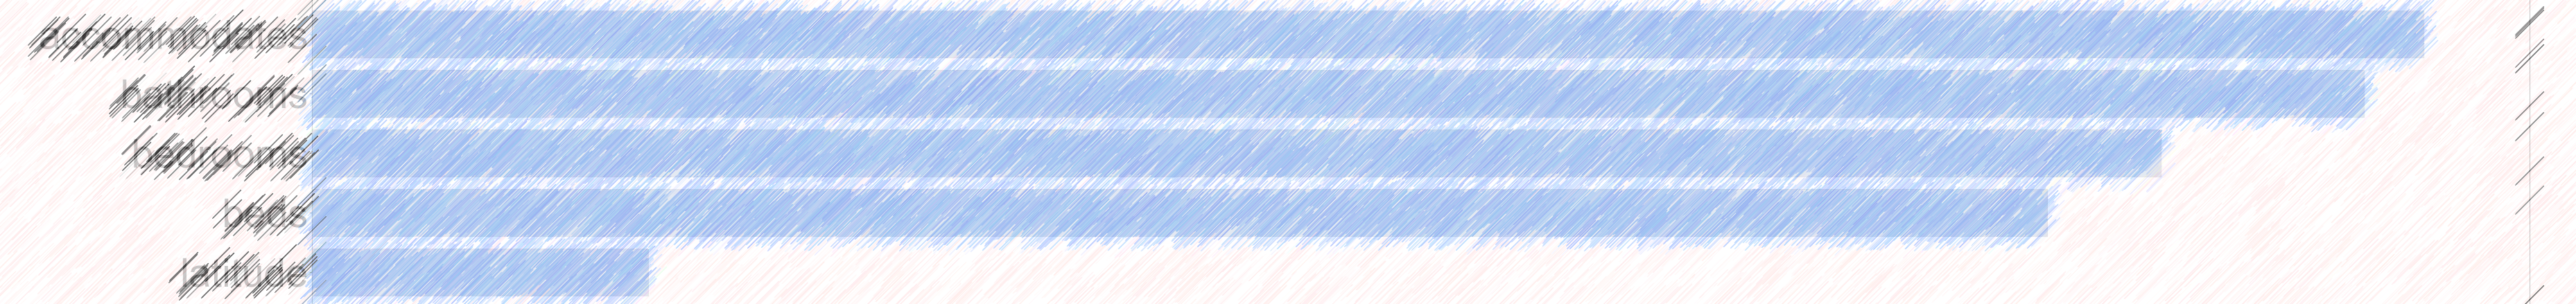 accommodates
bathrooms
bedrooms
beds
latitude